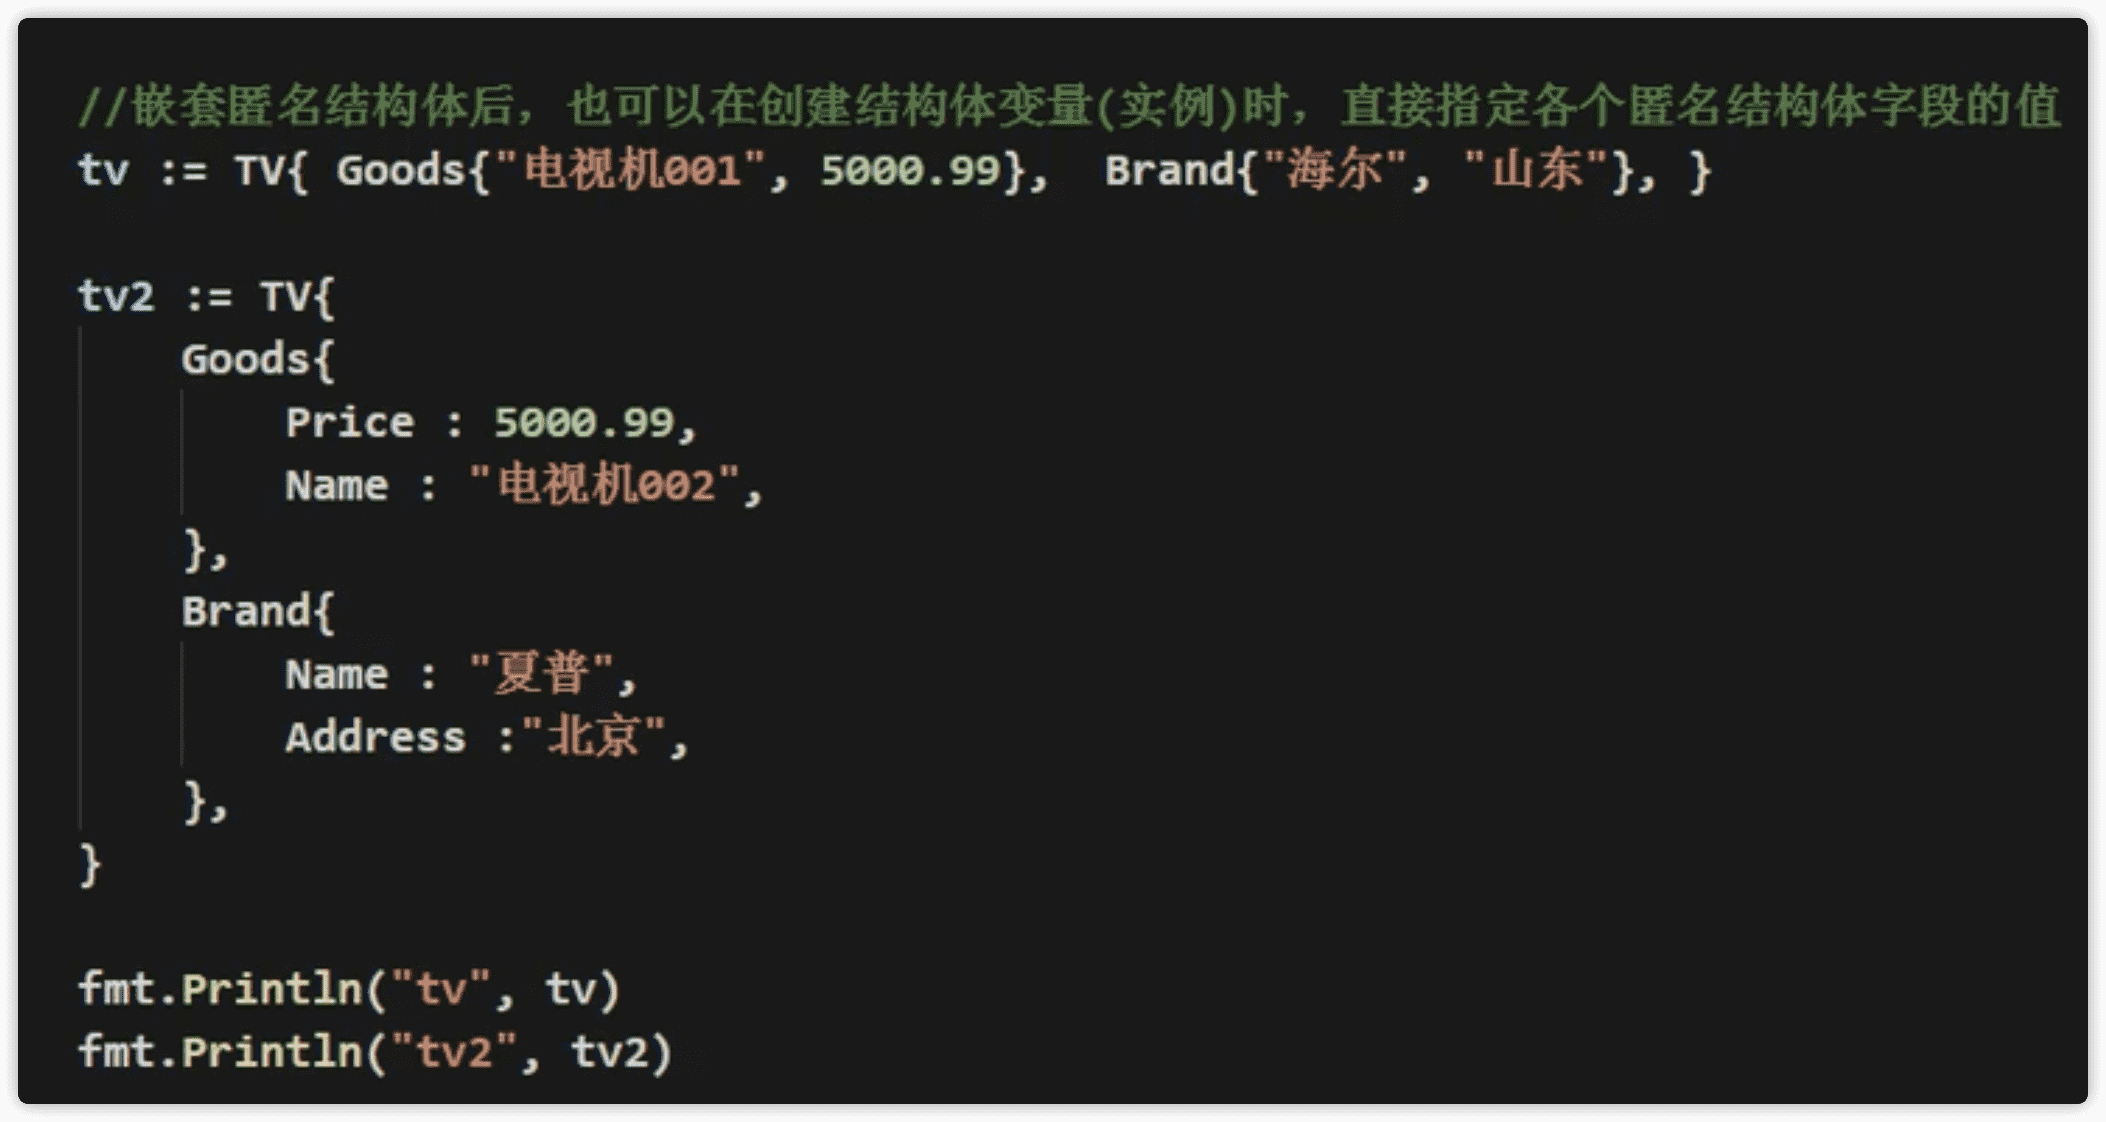 //嵌套匿名结构体后，也可以在创建结构体变量(实例)时，直接指定各个匿名结构体字段的值
tv := TV{ Goods{"电视机001", 5000.99},  Brand{"海尔", "山东"}, }
tv2 := TV{
Goods{
Price : 5000.99,
Name : "电视机002",
},
Brand{
Name : "夏普",
Address :"北京",
},
}
fmt.Println("tv", tv)
fmt.Println("tv2", tv2)